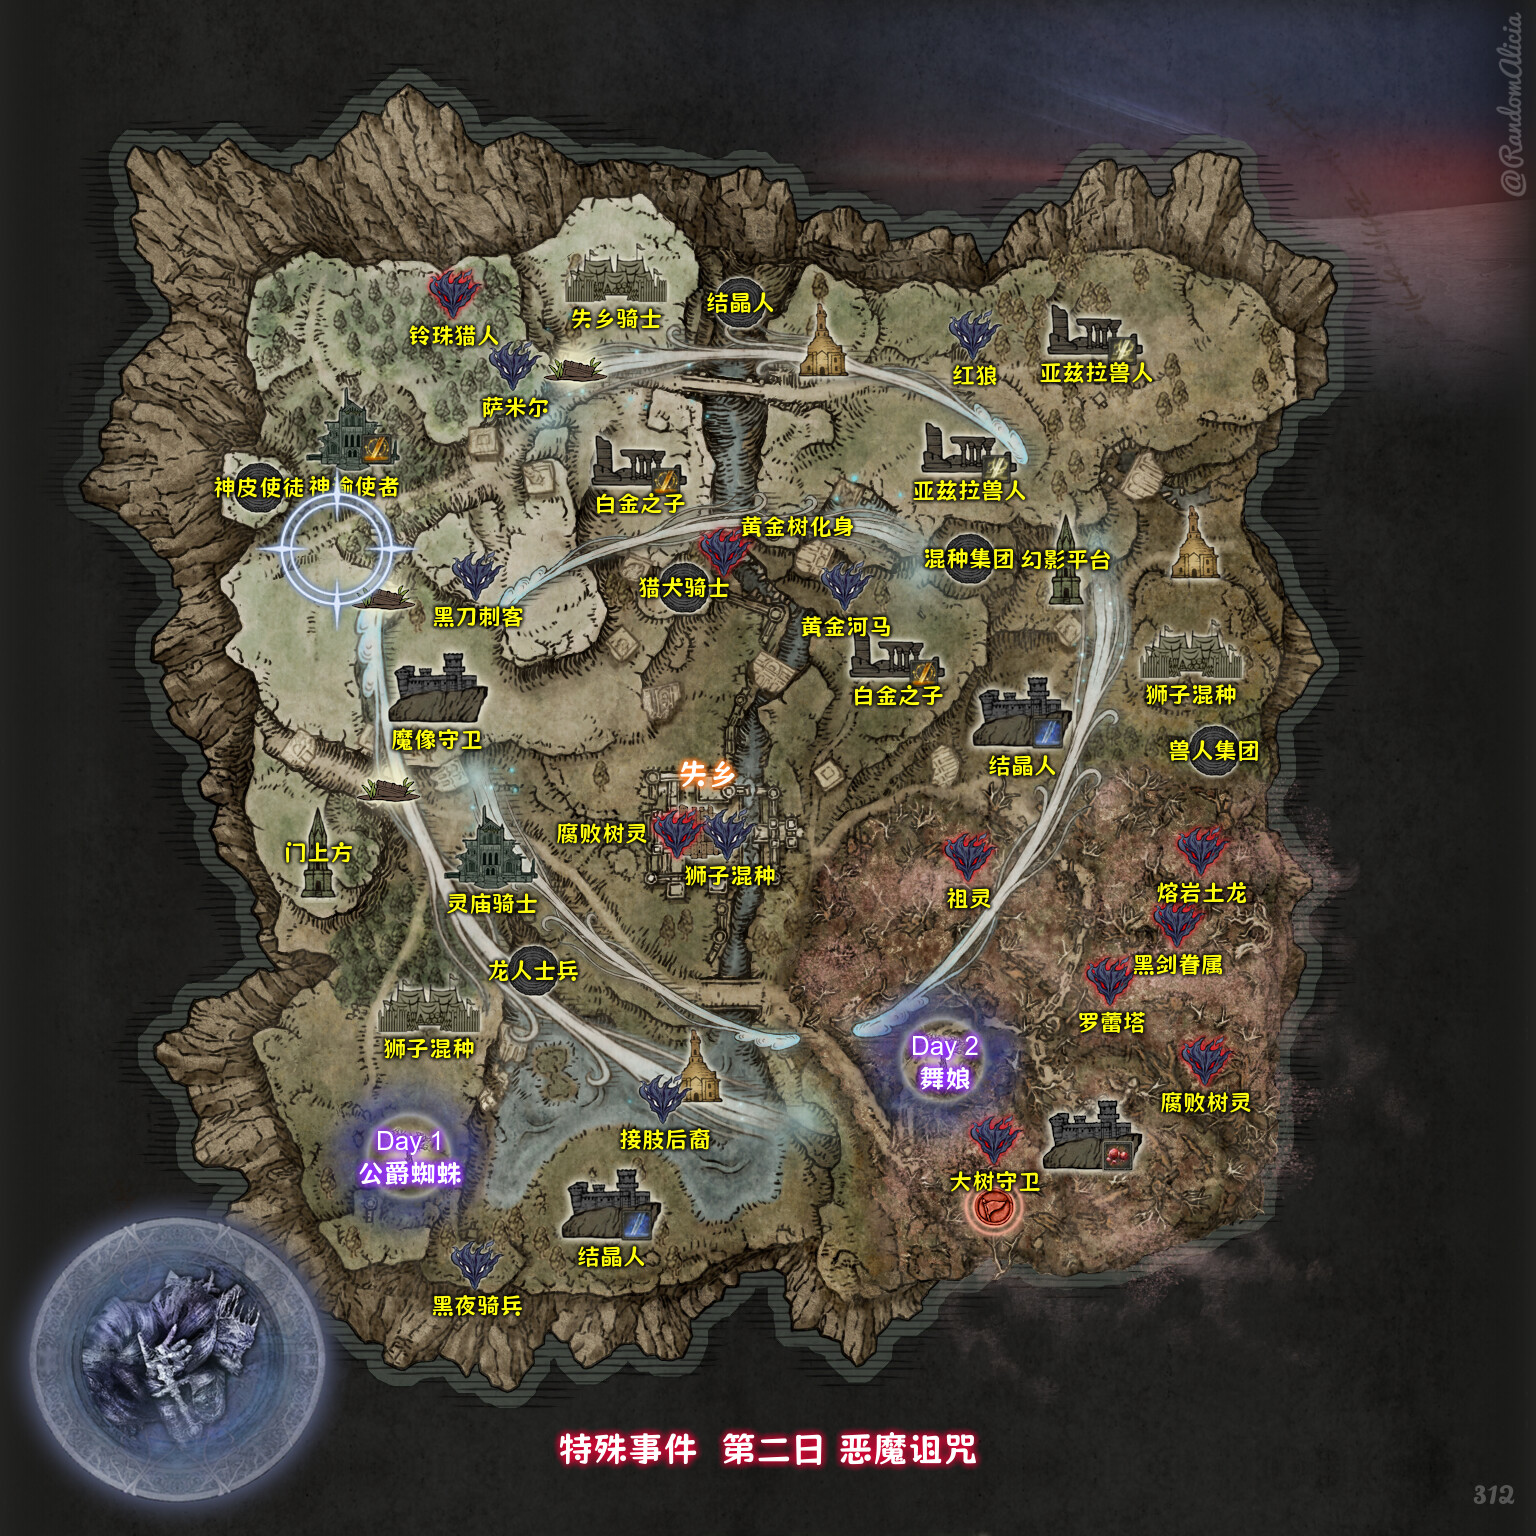 @RandomAlicia
铃珠猎人
失乡骑士
结晶人
萨米尔
红狼
亚兹拉兽人
神皮使徒
神谕使者
白金之子
亚兹拉兽人
黄金树化身
混种集团
幻影平台
猎犬骑士
黑刀刺客
黄金河马
白金之子
狮子混种
魔像守卫
结晶人
兽人集团
失乡
腐败树灵
狮子混种
门上方
灵庙骑士
祖灵
熔岩土龙
龙人士兵
黑剑眷属
罗蕾塔
狮子混种
Day 2
舞娘
腐败树灵
Day 1
公爵蜘蛛
接肢后裔
大树守卫
结晶人
黑夜骑兵
特殊事件 第二日 恶魔诅咒
312